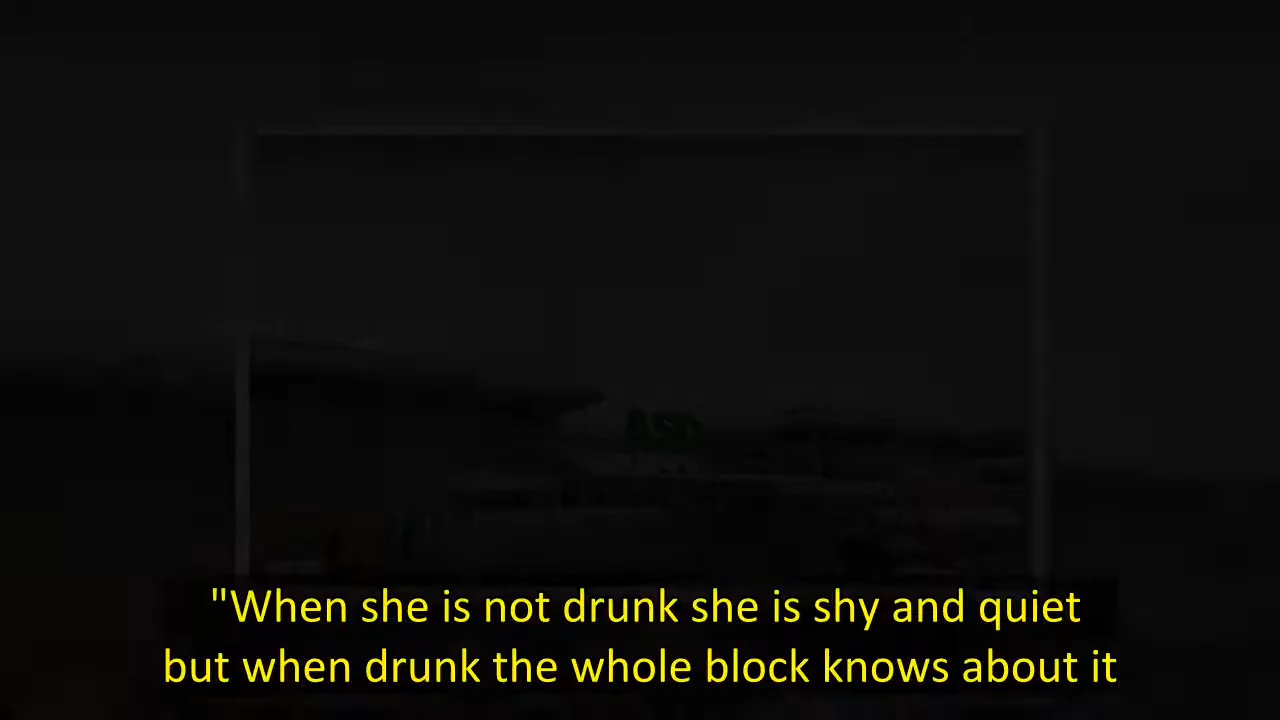 "When she is not drunk she is shy and quiet
but when drunk the whole block knows about it